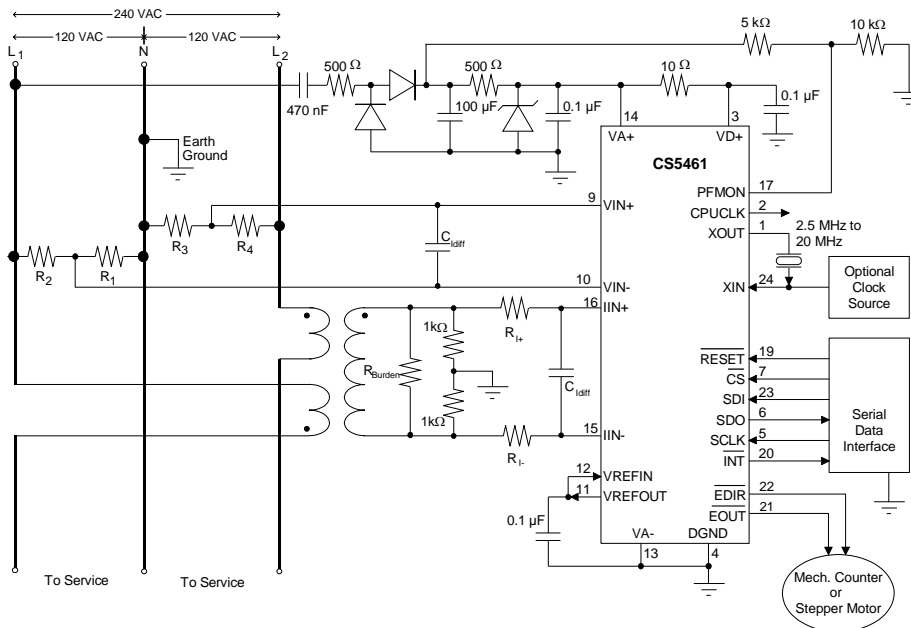 240 VAC
120 VAC
120 VAC
L1
N
L2
5 kΩ
10 kΩ
500 Ω
470 nF
500 Ω
100 µF
0.1 µF
10 Ω
0.1 µF
14
VA+
3
VD+
CS5461
Earth
Ground
PFMON
17
CPUCLK
2
XOUT
1
2.5 MHz to
20 MHz
XIN
24
Optional
Clock
Source
9
VIN+
R3
R4
CIdiff
R2
R1
10
VIN-
16
IIN+
1kΩ
RI+
RBurden
CIdiff
1kΩ
RI-
15
IIN-
RESET
19
CS
7
SDI
23
SDO
6
SCLK
5
INT
20
Serial
Data
Interface
12
VREFIN
11
VREFOUT
0.1 µF
EDIR
22
EOUT
21
VA-
13
DGND
4
Mech. Counter
or
Stepper Motor
To Service
To Service